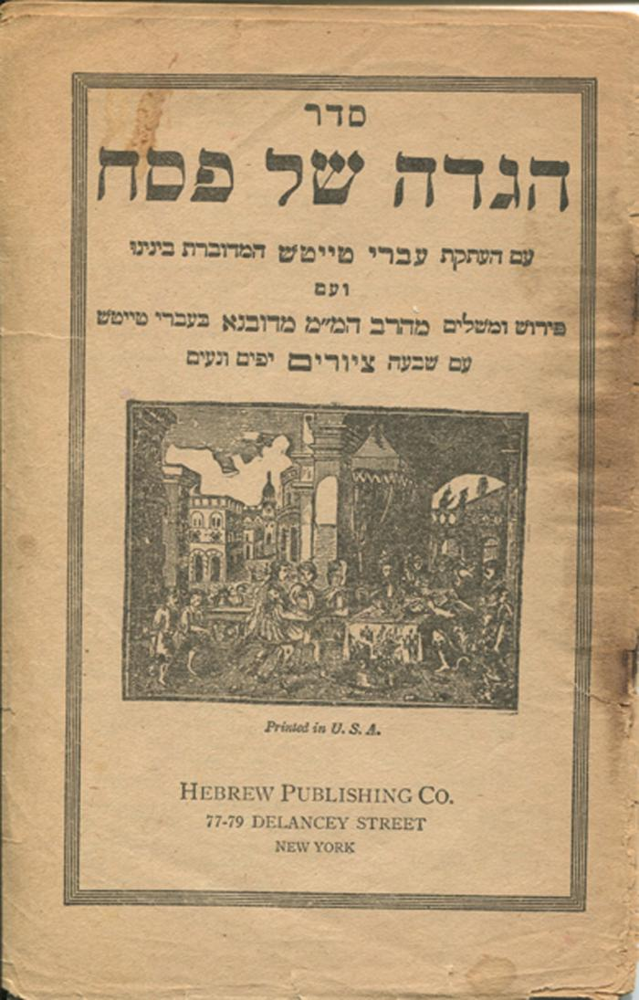 סדר
הגדה של פסח
עם העתקת עברי טייטש המדוברת בינינו
ועם
פירוש ומשלים מהרב המ״מ מדובנא בעברי טייטש
עם שבעה ציורים יפים ונעים
Printed in U. S. A.
HEBREW PUBLISHING CO.
77-79 DELANCEY STREET
NEW YORK